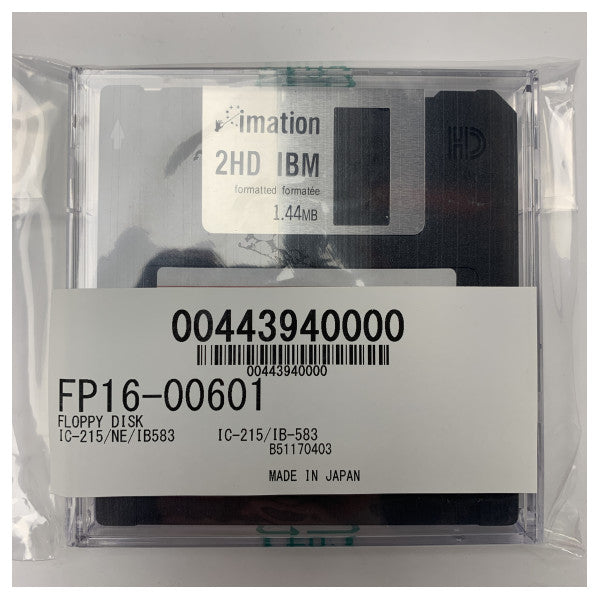 imation
2HD IBM
formatted formatée
1.44MB
HD
00443940000
00443940000
FP16-00601
FLOPPY DISK
IC-215/NE/IB583 IC-215/IB-583
B51170403
MADE IN JAPAN